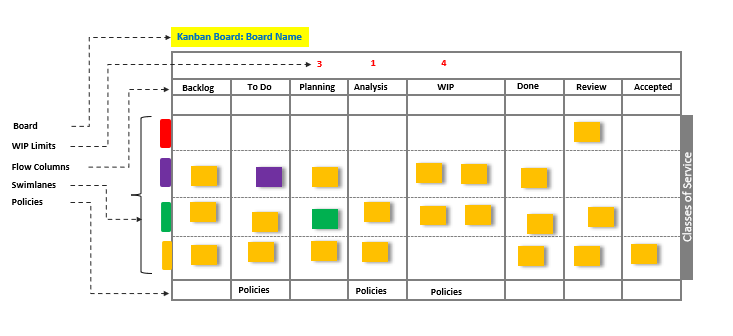 Kanban Board: Board Name
3 1 4
Backlog To Do Planning Analysis WIP Done Review Accepted
Board
WIP Limits
Flow Columns
Swimlanes
Policies
Classes of Service
Policies Policies Policies